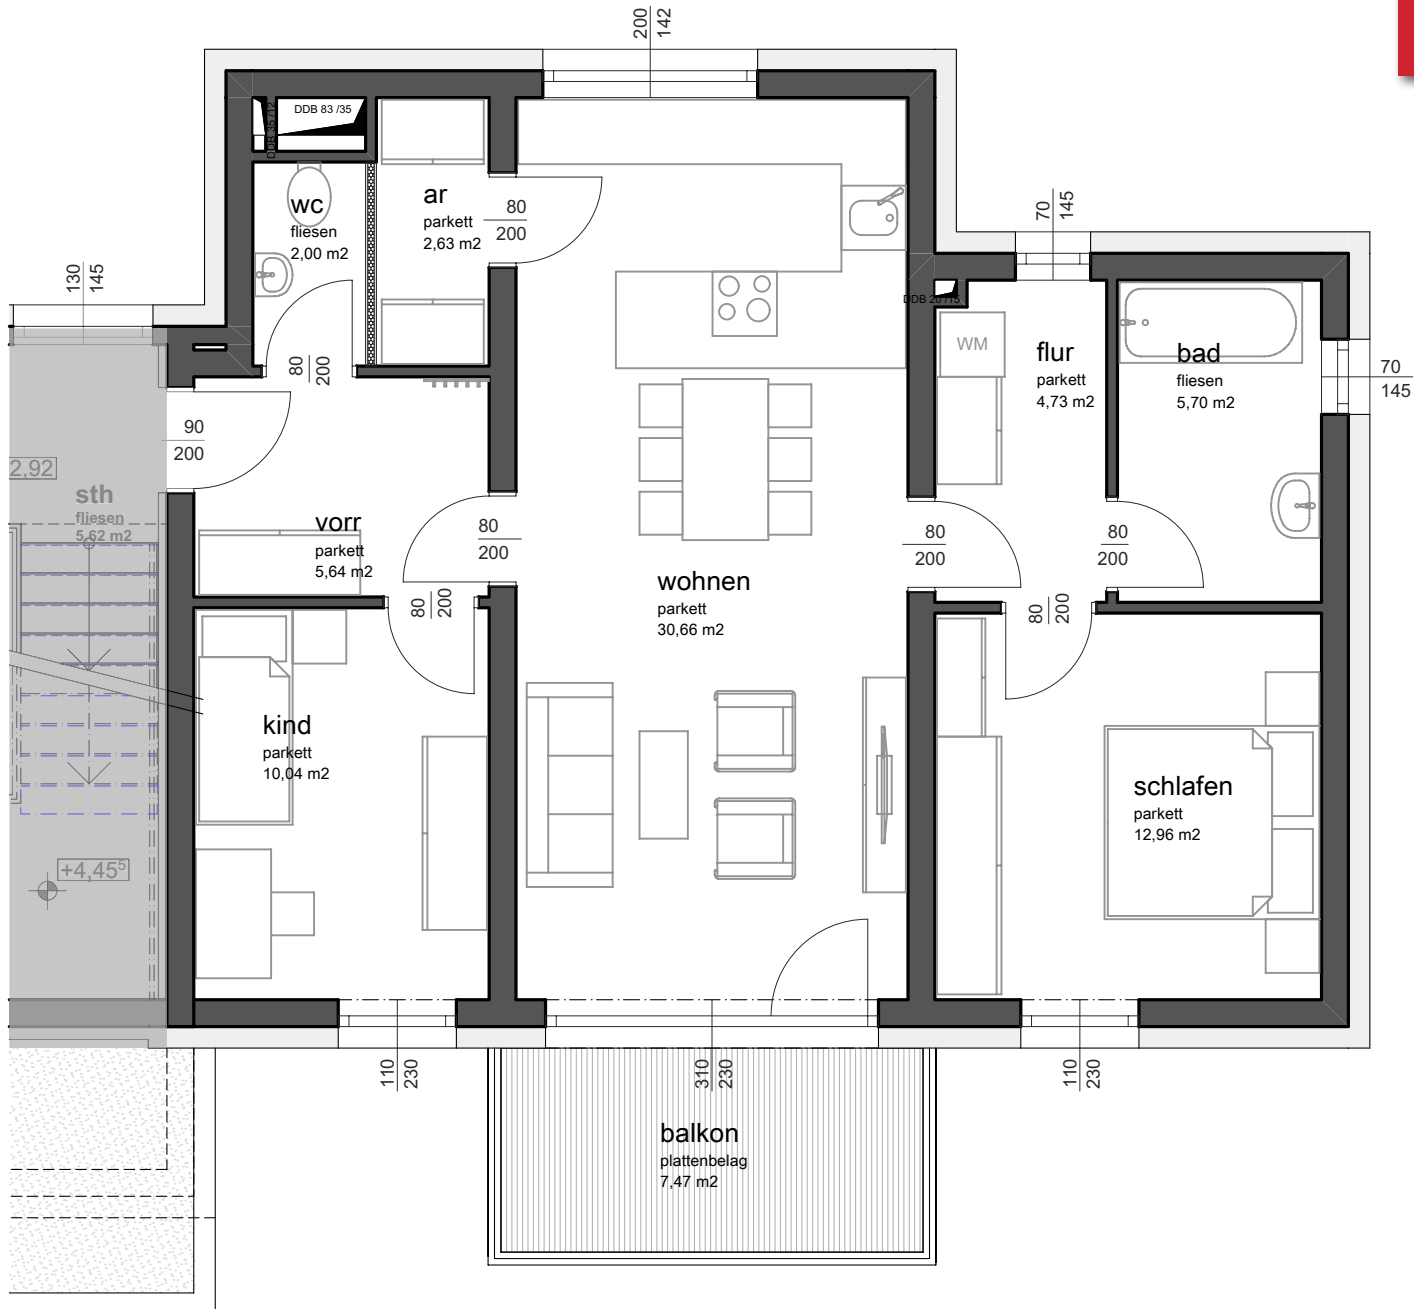 200
142
DDB 83 /35
DDB 35 /12
wc
fliesen
2,00 m2
ar
parkett
2,63 m2
80
200
70
145
130
145
DDB 20 /15
WM
flur
parkett
4,73 m2
bad
fliesen
5,70 m2
70
145
80
200
90
200
2,92
sth
fliesen
5,62 m2
vorr
parkett
5,64 m2
80
200
80
200
80
200
80
200
80
200
wohnen
parkett
30,66 m2
kind
parkett
10,04 m2
schlafen
parkett
12,96 m2
+4,45⁵
110
230
310
230
110
230
balkon
plattenbelag
7,47 m2